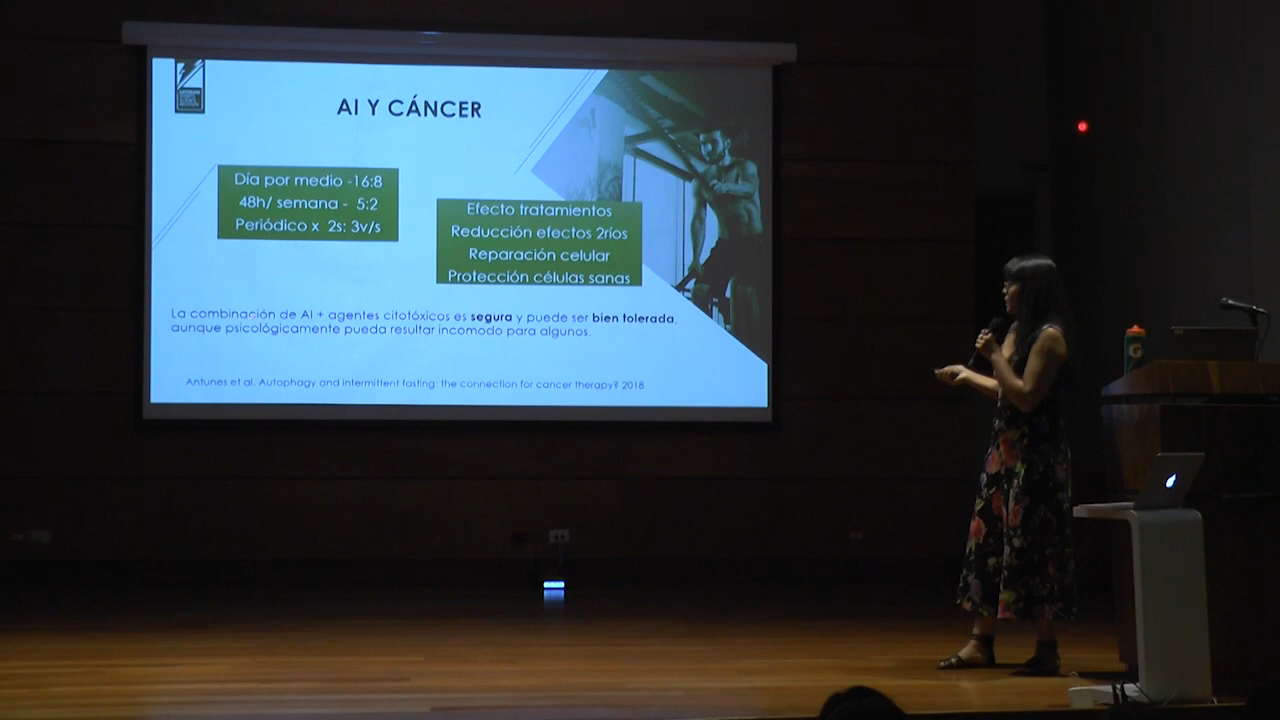 AI Y CÁNCER
Día por medio -16:8
48h/ semana - 5:2
Periódico x 2s: 3v/s
Efecto tratamientos
Reducción efectos 2ríos
Reparación celular
Protección células sanas
La combinación de AI + agentes citotóxicos es segura y puede ser bien tolerada,
aunque psicológicamente pueda resultar incomodo para algunos.
Antunes et al. Autophagy and intermittent fasting: the connection for cancer therapy? 2018
G